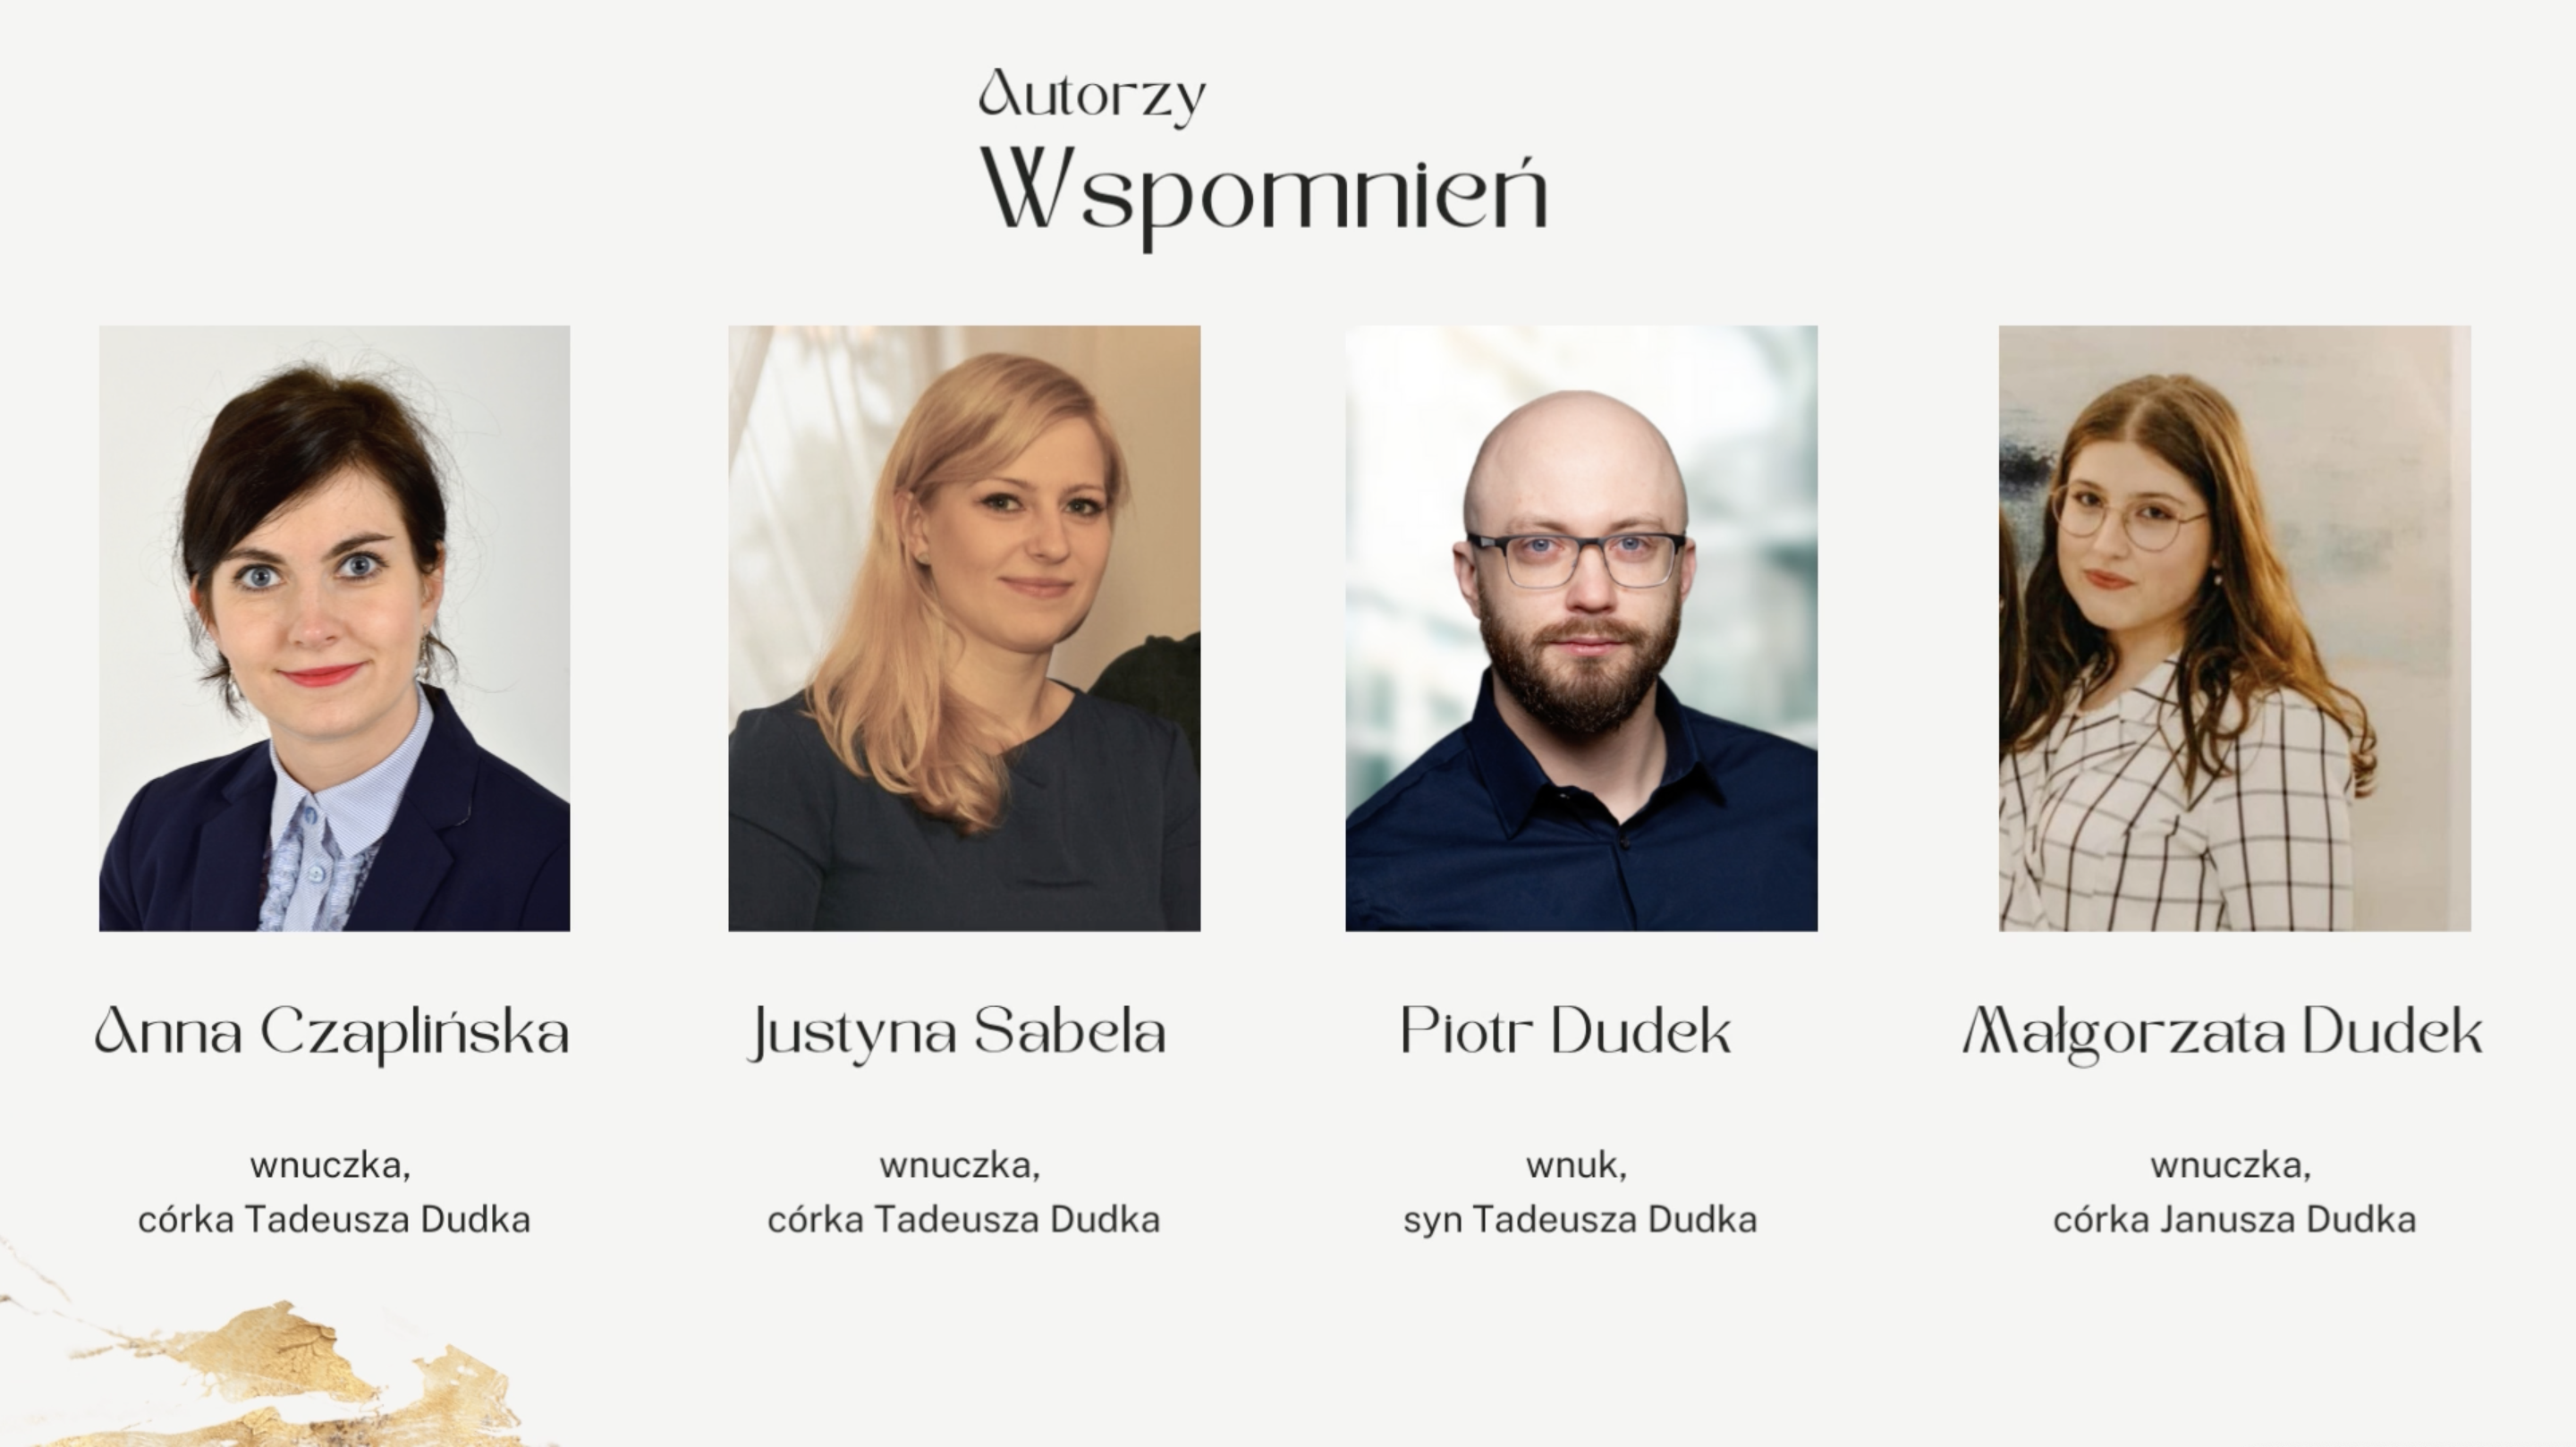 Autorzy
Wspomnień
Anna Czaplińska
wnuczka,
córka Tadeusza Dudka
Justyna Sabela
wnuczka,
córka Tadeusza Dudka
Piotr Dudek
wnuk,
syn Tadeusza Dudka
Małgorzata Dudek
wnuczka,
córka Janusza Dudka